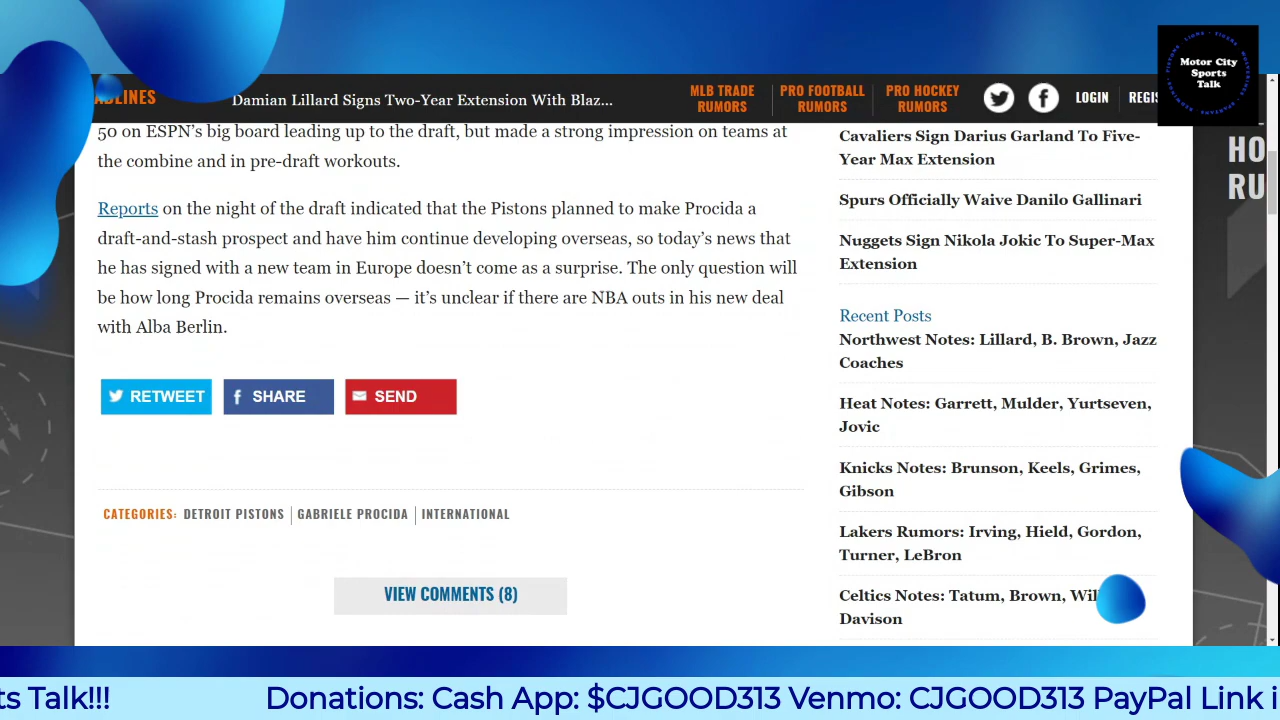 ADLINES
Damian Lillard Signs Two-Year Extension With Blaz...
MLB TRADE
RUMORS
PRO FOOTBALL
RUMORS
PRO HOCKEY
RUMORS
LOGIN
REGIS
Motor City
Sports
Talk
HO
RU
50 on ESPN's big board leading up to the draft, but made a strong impression on teams at
the combine and in pre-draft workouts.
Reports on the night of the draft indicated that the Pistons planned to make Procida a
draft-and-stash prospect and have him continue developing overseas, so today's news that
he has signed with a new team in Europe doesn't come as a surprise. The only question will
be how long Procida remains overseas — it's unclear if there are NBA outs in his new deal
with Alba Berlin.
RETWEET
SHARE
SEND
CATEGORIES: DETROIT PISTONS | GABRIELE PROCIDA | INTERNATIONAL
VIEW COMMENTS (8)
Cavaliers Sign Darius Garland To Five-
Year Max Extension
Spurs Officially Waive Danilo Gallinari
Nuggets Sign Nikola Jokic To Super-Max
Extension
Recent Posts
Northwest Notes: Lillard, B. Brown, Jazz
Coaches
Heat Notes: Garrett, Mulder, Yurtseven,
Jovic
Knicks Notes: Brunson, Keels, Grimes,
Gibson
Lakers Rumors: Irving, Hield, Gordon,
Turner, LeBron
Celtics Notes: Tatum, Brown, Wil
Davison
ts Talk!!! Donations: Cash App: $CJGOOD313 Venmo: CJGOOD313 PayPal Link i